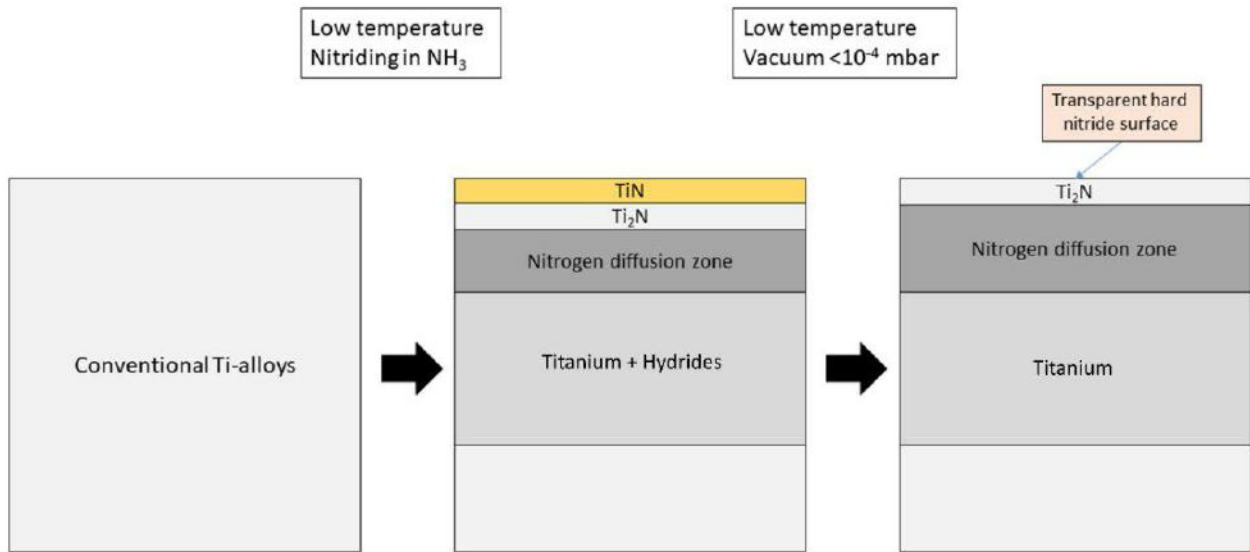 Low temperature
Nitriding in NH₃
Low temperature
Vacuum <10⁻⁴ mbar
Transparent hard
nitride surface
Conventional Ti-alloys
TiN
Ti₂N
Nitrogen diffusion zone
Titanium + Hydrides
Ti₂N
Nitrogen diffusion zone
Titanium